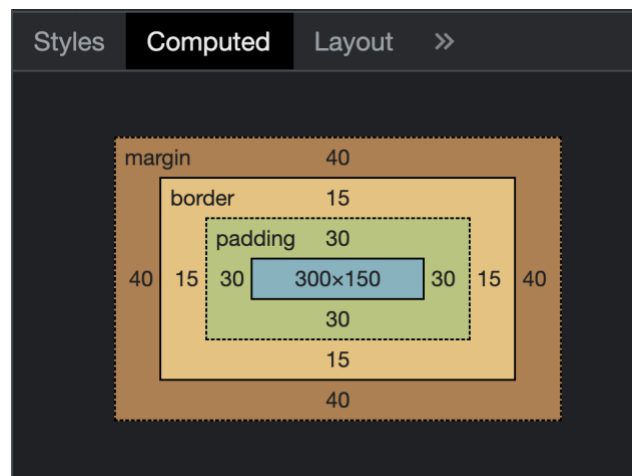 Styles Computed Layout »
margin 40
border 15
padding 30
40 15 30 300×150 30 15 40
30
15
40